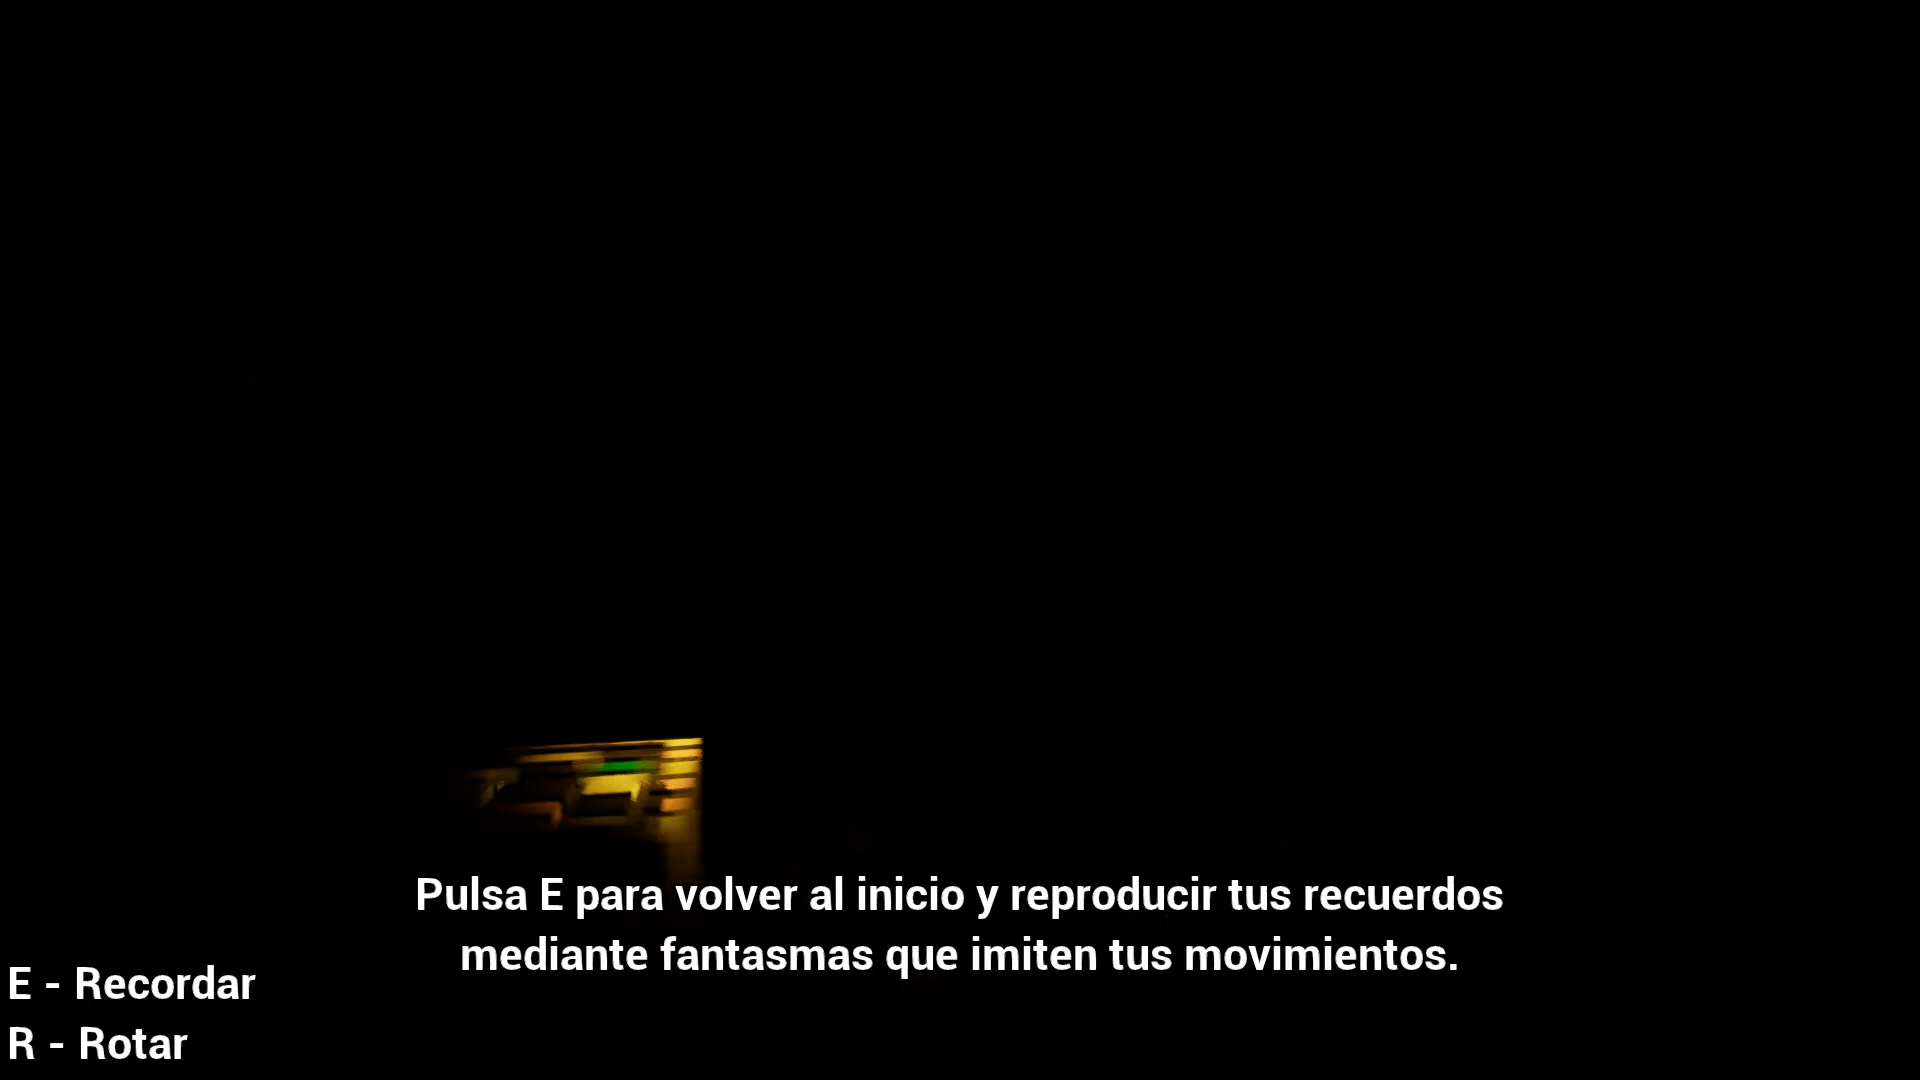 Pulsa E para volver al inicio y reproducir tus recuerdos
mediante fantasmas que imiten tus movimientos.
E - Recordar
R - Rotar